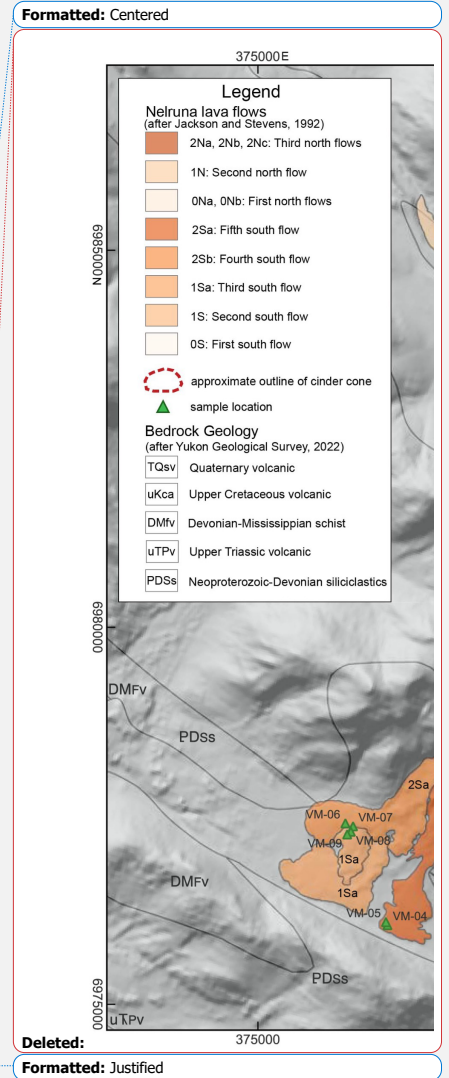 Formatted: Centered
375000E
Legend
Nelruna lava flows
(after Jackson and Stevens, 1992)
2Na, 2Nb, 2Nc: Third north flows
1N: Second north flow
0Na, 0Nb: First north flows
2Sa: Fifth south flow
2Sb: Fourth south flow
1Sa: Third south flow
1S: Second south flow
0S: First south flow
approximate outline of cinder cone
sample location
Bedrock Geology
(after Yukon Geological Survey, 2022)
TQsv Quaternary volcanic
uKca Upper Cretaceous volcanic
DMfv Devonian-Mississippian schist
uTPv Upper Triassic volcanic
PDSs Neoproterozoic-Devonian siliciclastics
6985000N
6980000
DMFv
PDSs
2Sa
VM-06
VM-07
VM-09
VM-08
1Sa
DMFv
1Sa
VM-05
VM-04
PDSs
6975000
uTPv
375000
Deleted:
Formatted: Justified